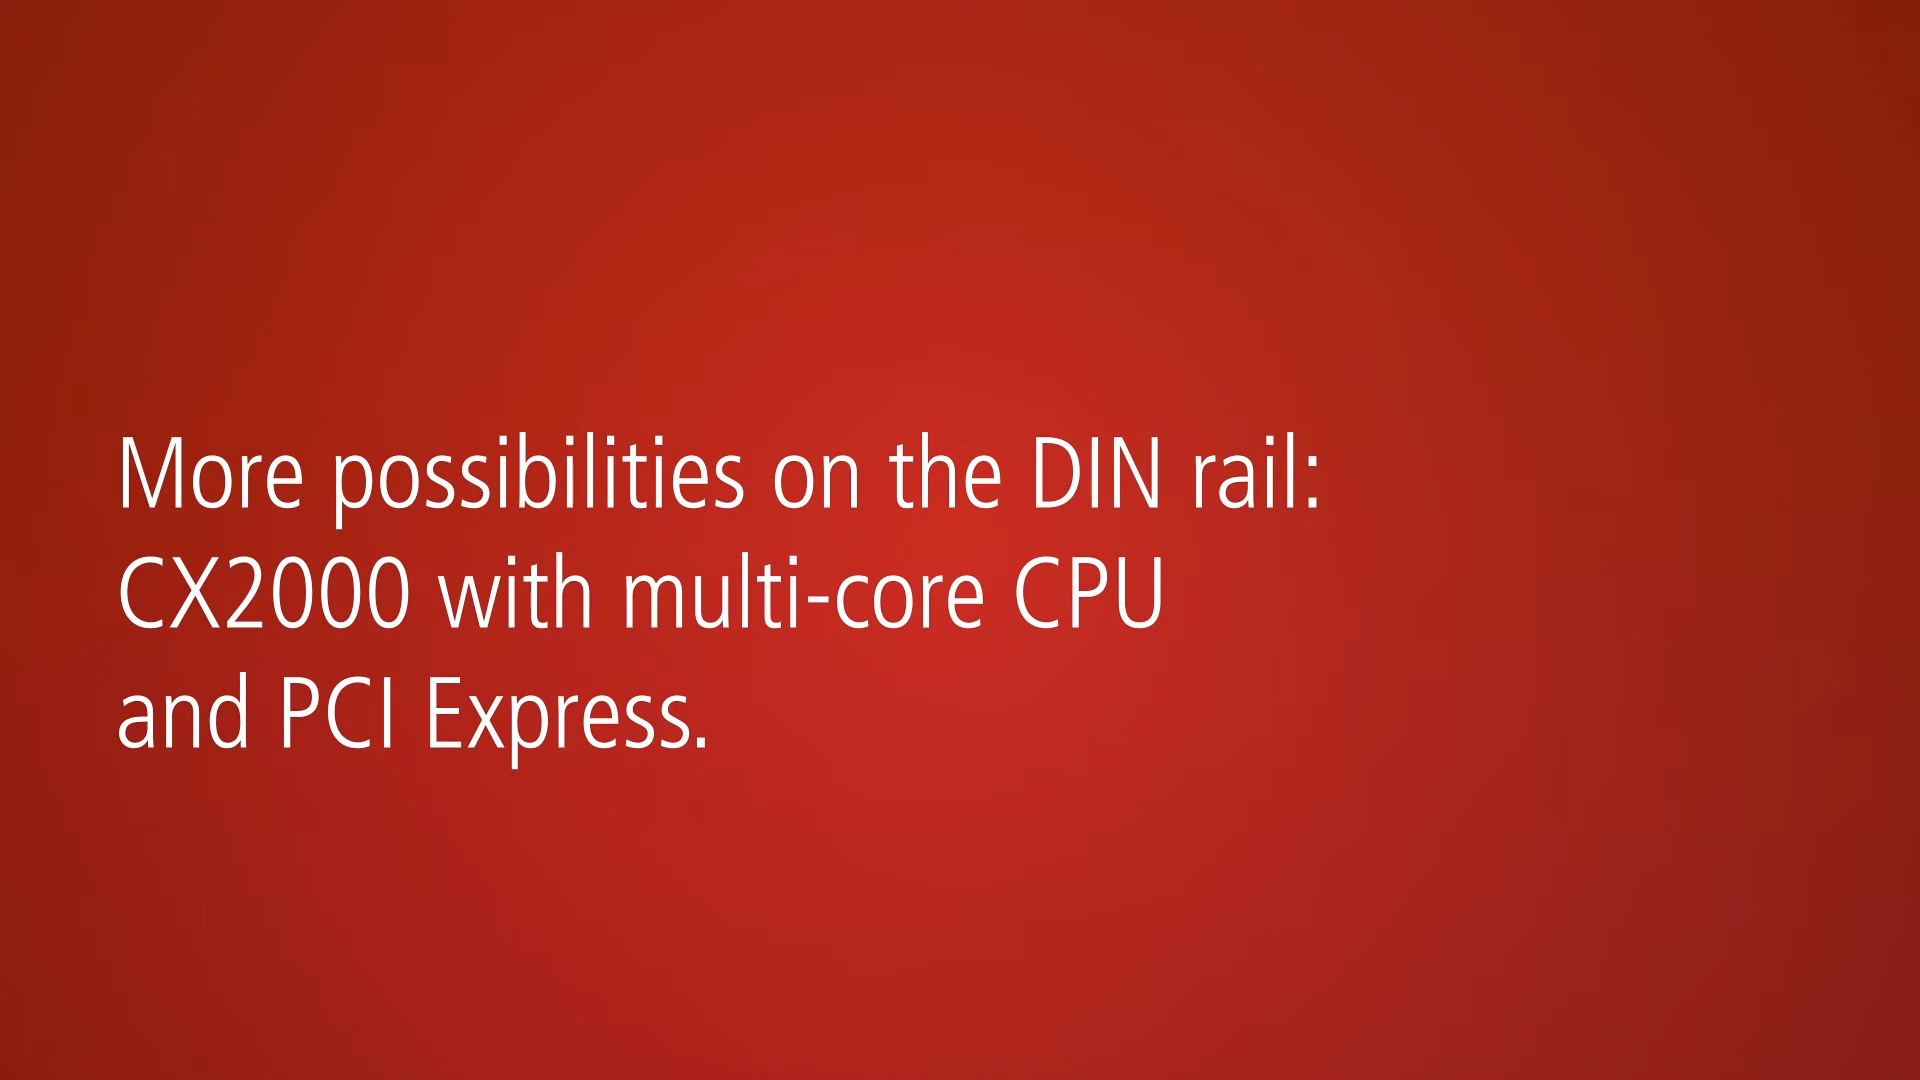 More possibilities on the DIN rail:
CX2000 with multi-core CPU
and PCI Express.